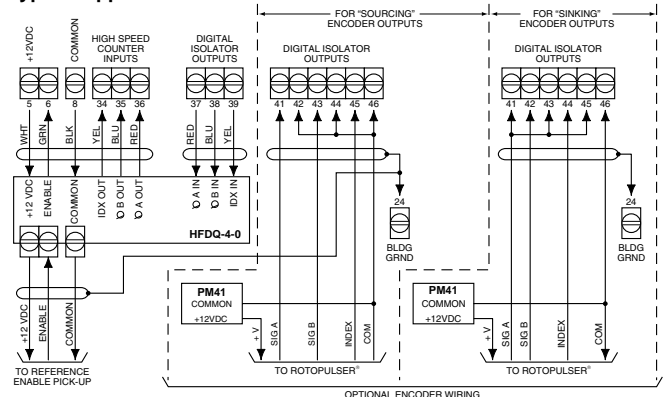 FOR "SOURCING"
ENCODER OUTPUTS
FOR "SINKING"
ENCODER OUTPUTS
+12VDC
COMMON
HIGH SPEED
COUNTER
INPUTS
DIGITAL
ISOLATOR
OUTPUTS
DIGITAL ISOLATOR
OUTPUTS
DIGITAL ISOLATOR
OUTPUTS
5 6 8 34 35 36 37 38 39 41 42 43 44 45 46 41 42 43 44 45 46
WHT GRN BLK YEL BLU RED RED BLU YEL
+12 VDC ENABLE COMMON IDX OUT Ø B OUT Ø A OUT Ø A IN Ø B IN IDX IN
HFDQ-4-0
24
BLDG
GRND
24
BLDG
GRND
PM41
COMMON
+12VDC
PM41
COMMON
+12VDC
+12 VDC ENABLE COMMON
+ V SIG A SIG B INDEX COM
+ V SIG A SIG B INDEX COM
TO REFERENCE
ENABLE PICK-UP
TO ROTOPULSER®
TO ROTOPULSER®
OPTIONAL ENCODER WIRING